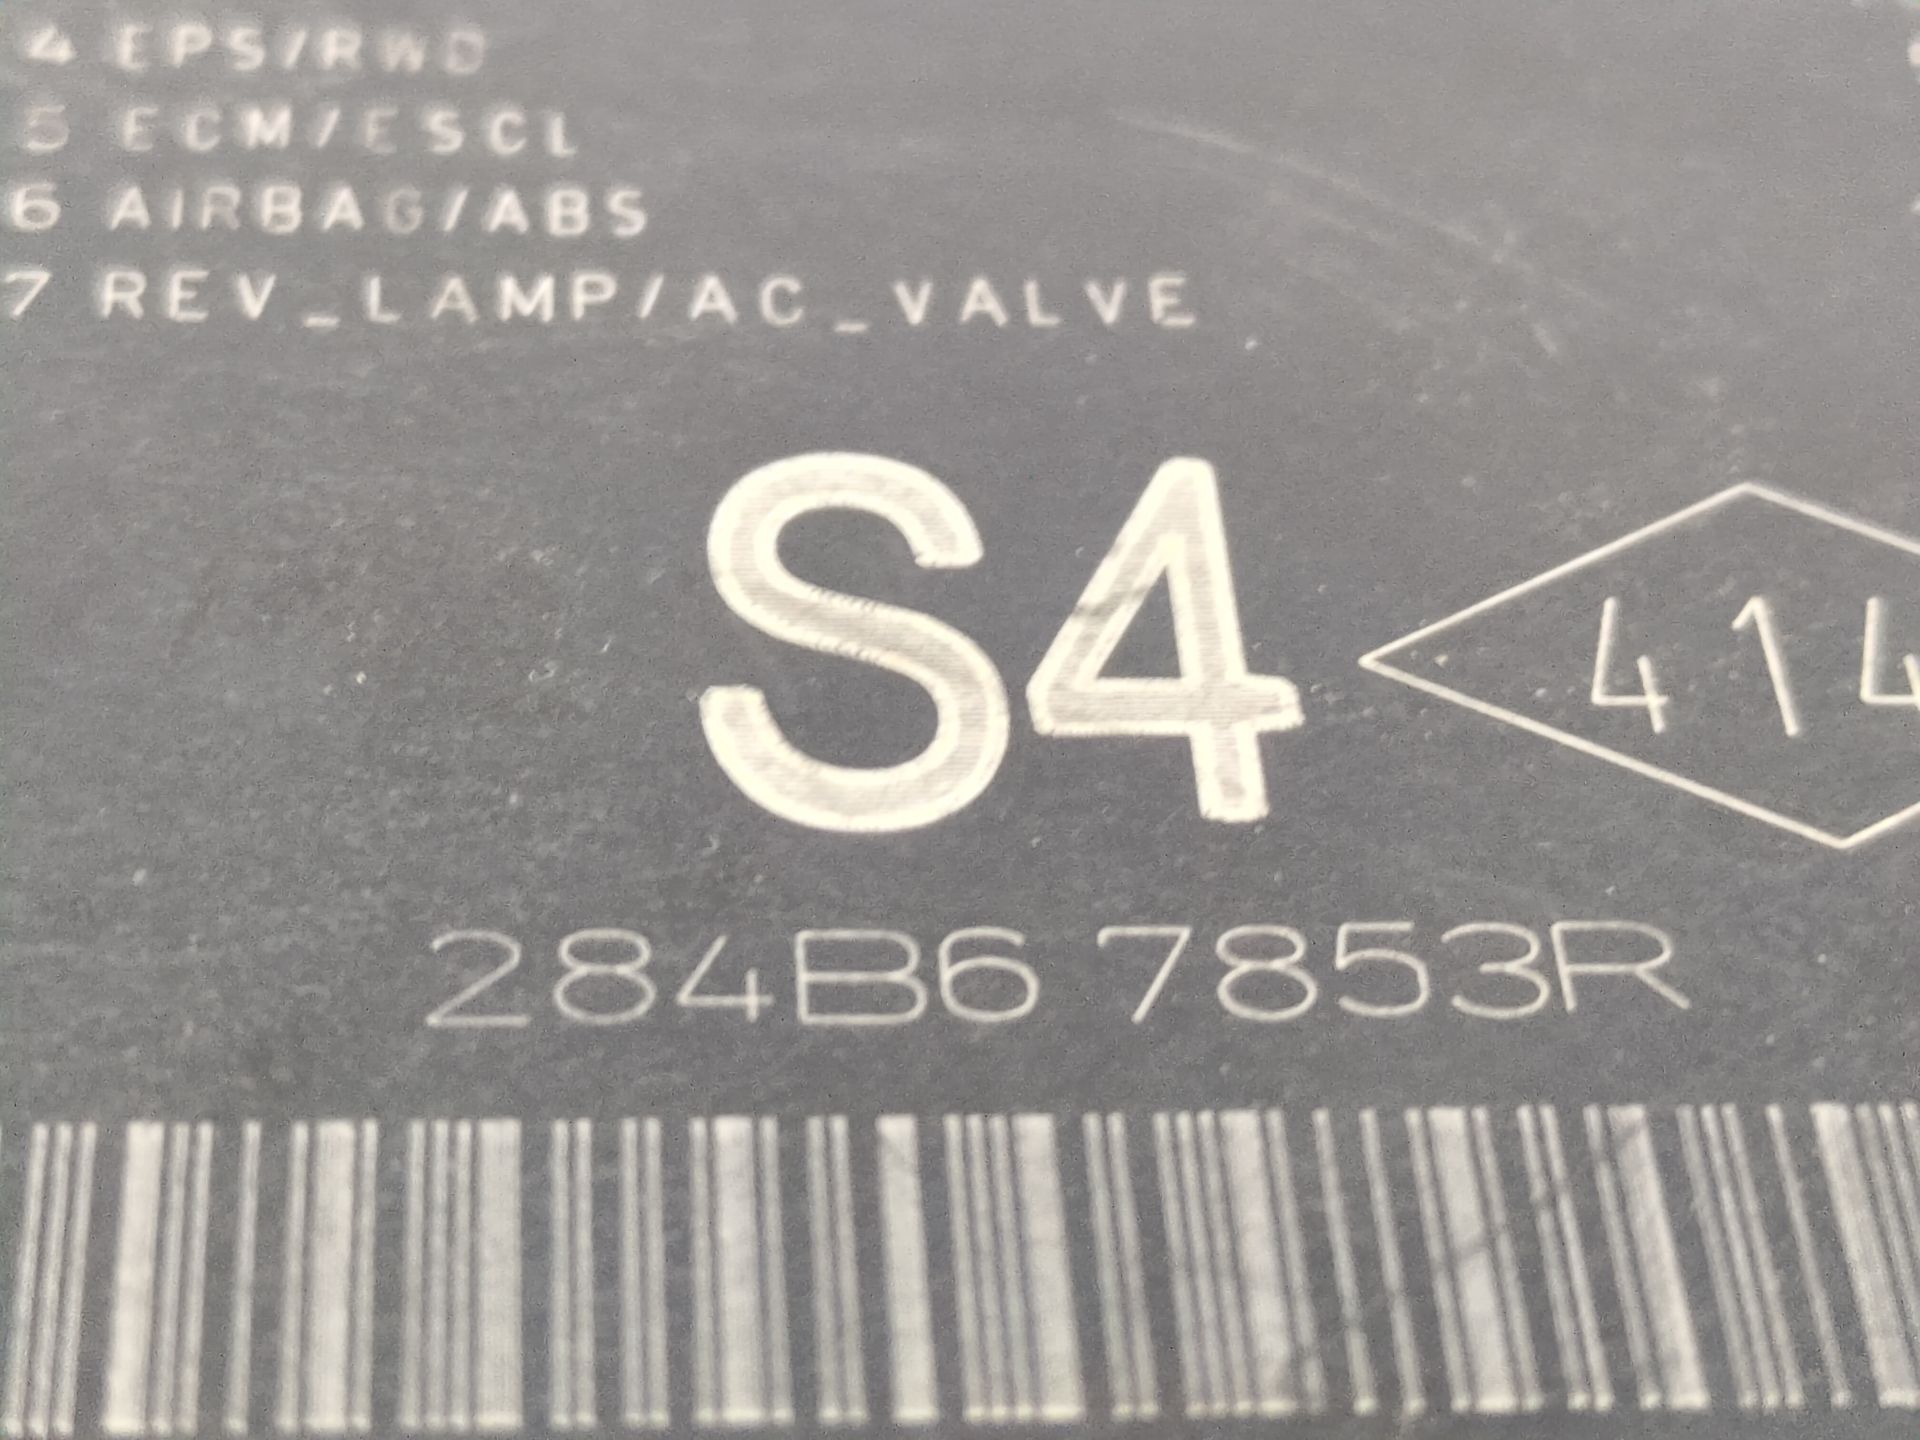 4 EPS/RWD
5 ECM/ESCL
6 AIRBAG/ABS
7 REV_LAMP/AC_VALVE
S4
414
284B6 7853R